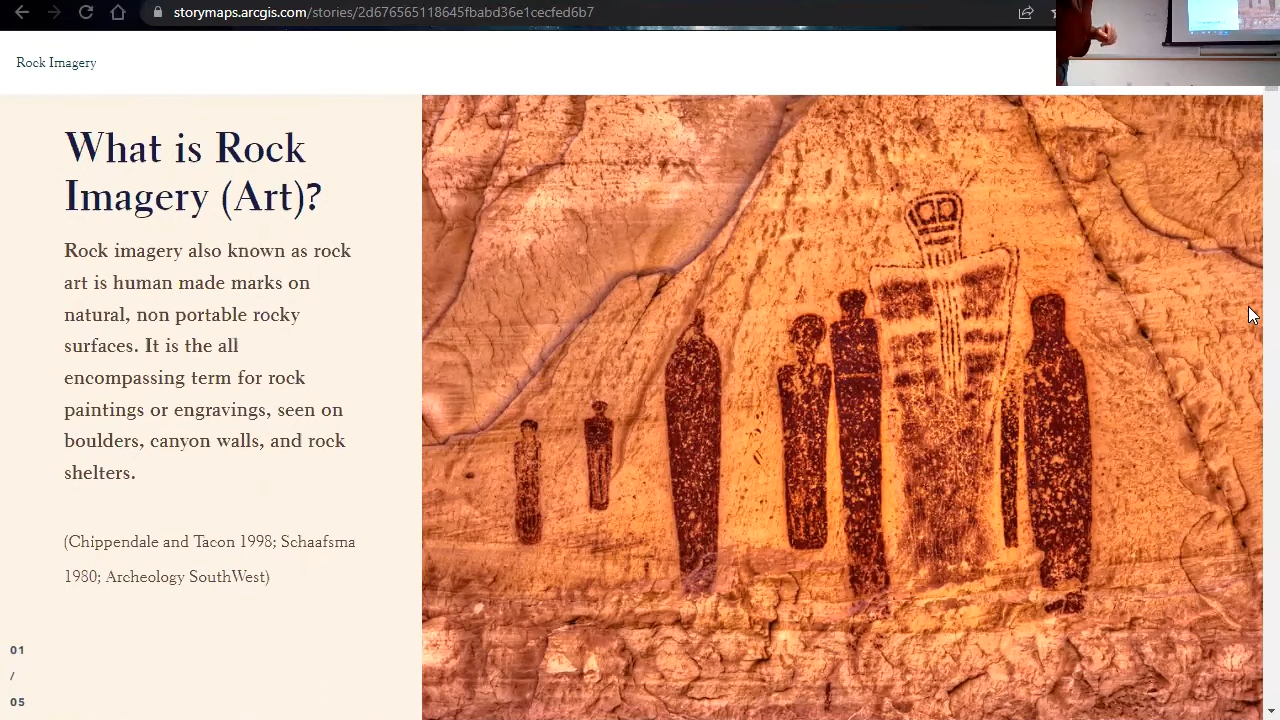 storymaps.arcgis.com/stories/2d676565118645fbabd36e1cecfed6b7
Rock Imagery
What is Rock
Imagery (Art)?
Rock imagery also known as rock
art is human made marks on
natural, non portable rocky
surfaces. It is the all
encompassing term for rock
paintings or engravings, seen on
boulders, canyon walls, and rock
shelters.
(Chippendale and Tacon 1998; Schaafsma
1980; Archeology SouthWest)
01
/
05